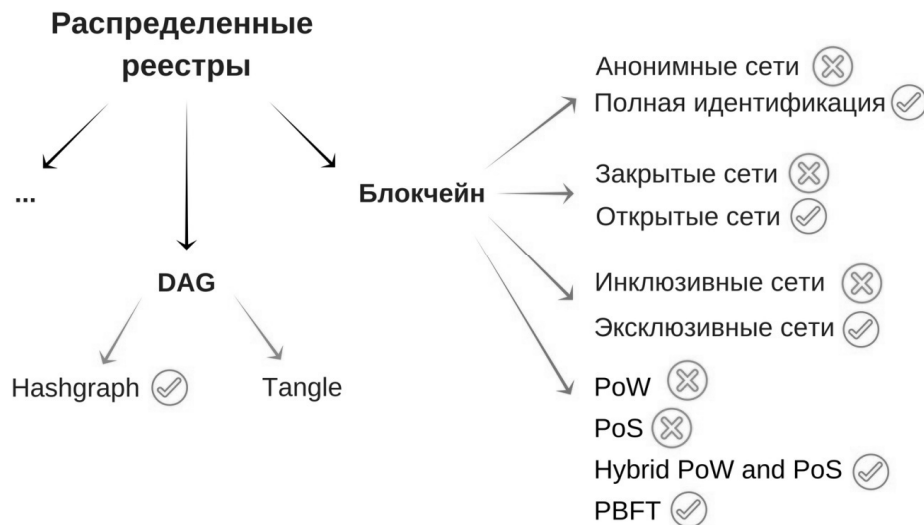 Распределенные
реестры
...
DAG
Hashgraph
Tangle
Блокчейн
Анонимные сети
Полная идентификация
Закрытые сети
Открытые сети
Инклюзивные сети
Эксклюзивные сети
PoW
PoS
Hybrid PoW and PoS
PBFT